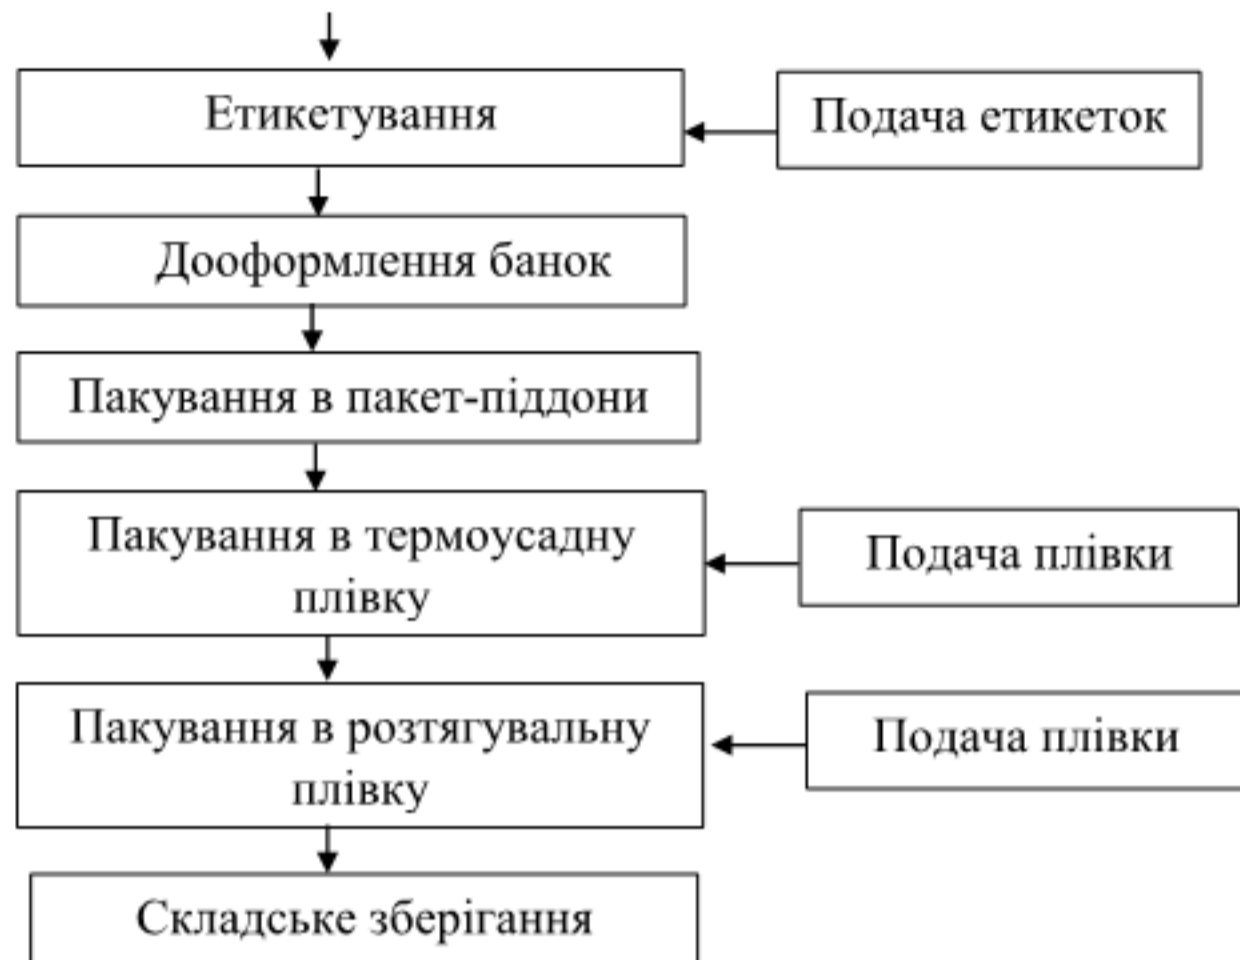 Етикетування
Подача етикеток
Дооформлення банок
Пакування в пакет-піддони
Пакування в термоусадну
плівку
Подача плівки
Пакування в розтягувальну
плівку
Подача плівки
Складське зберігання